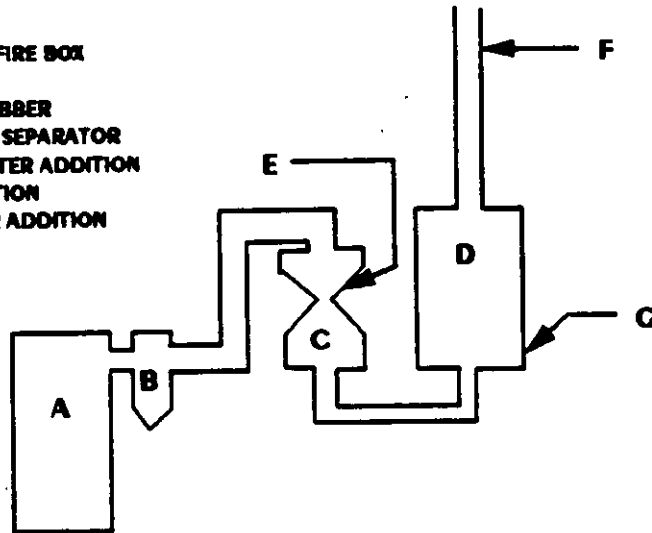 FIRE BOX
BBER
SEPARATOR
TER ADDITION
TION
ADDITION
F
E
D
G
C
B
A